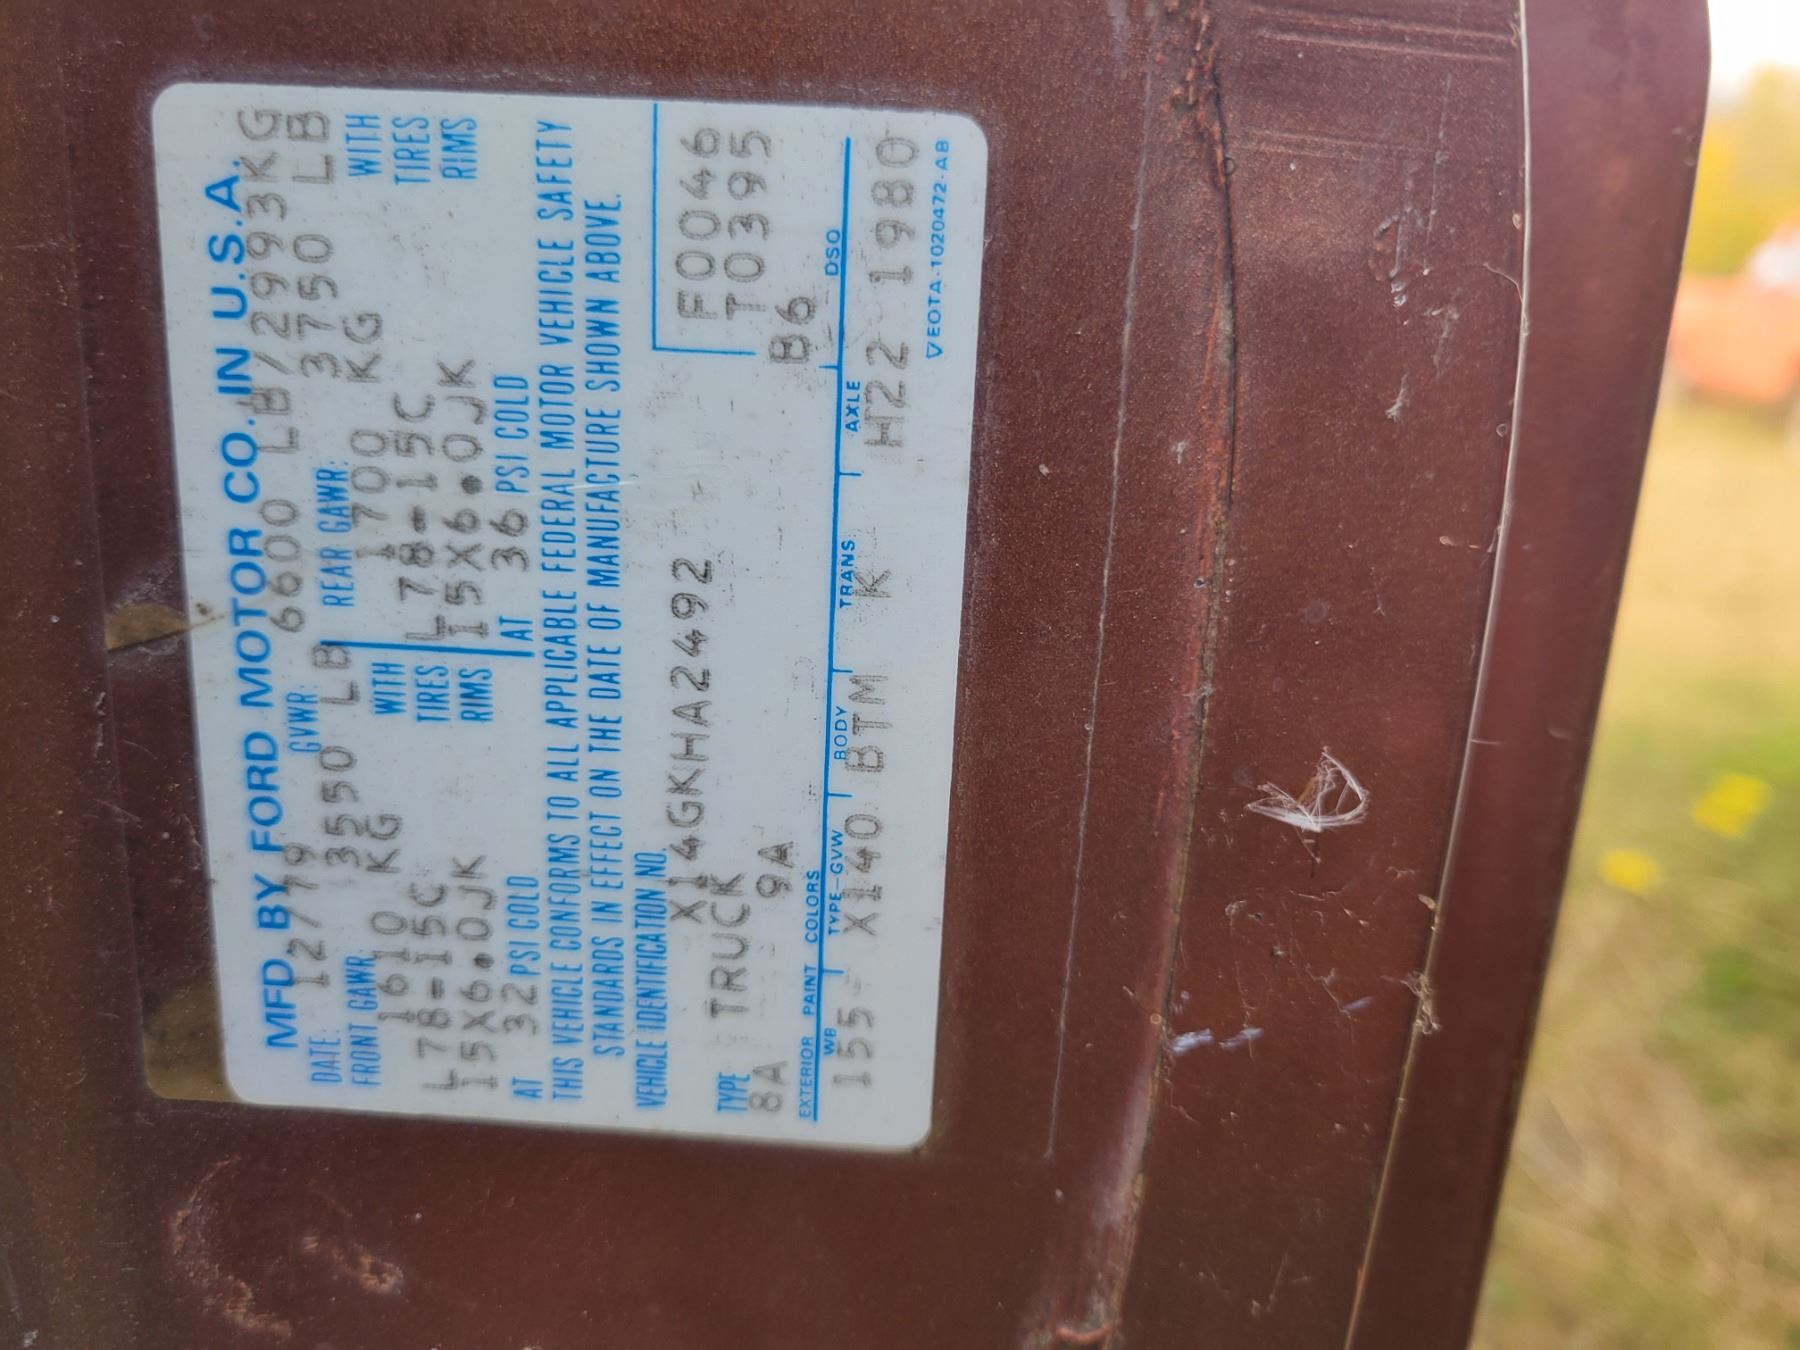 MFD. BY FORD MOTOR CO. IN U.S.A.
DATE: 12 79 GVWR: 6600 LB/2993KG
FRONT GAWR: 3550 LB REAR GAWR: 3750 LB
1610 KG WITH 1700 KG WITH
L78-15C TIRES L78-15C TIRES
15X6.0JK RIMS 15X6.0JK RIMS
AT 32 PSI COLD AT 36 PSI COLD
THIS VEHICLE CONFORMS TO ALL APPLICABLE FEDERAL MOTOR VEHICLE SAFETY
STANDARDS IN EFFECT ON THE DATE OF MANUFACTURE SHOWN ABOVE.
VEHICLE IDENTIFICATION NO.
X14GKHA2492 F0046
TYPE TRUCK T0395
8A 9A B6
EXTERIOR PAINT COLORS DSO
WB TYPE-GVW BODY TRANS. AXLE
155 X140 BTM K H22 1980
▽EOTA-1020472-AB